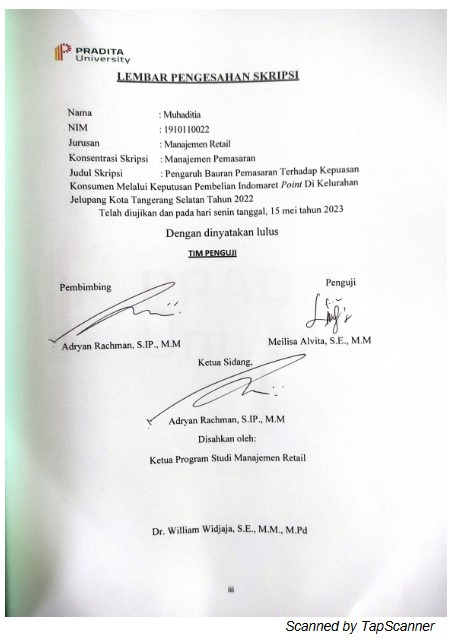 PRADITA
University
LEMBAR PENGESAHAN SKRIPSI
Nama : Muhaditia
NIM : 1910110022
Jurusan : Manajemen Retail
Konsentrasi Skripsi : Manajemen Pemasaran
Judul Skripsi : Pengaruh Bauran Pemasaran Terhadap Kepuasan
Konsumen Melalui Keputusan Pembelian Indomaret Point Di Kelurahan
Jelupang Kota Tangerang Selatan Tahun 2022
Telah diujikan dan pada hari senin tanggal, 15 mei tahun 2023
Dengan dinyatakan lulus
TIM PENGUJI
Pembimbing Penguji
Adryan Rachman, S.IP., M.M Meilisa Alvita, S.E., M.M
Ketua Sidang,
Adryan Rachman, S.IP., M.M
Disahkan oleh:
Ketua Program Studi Manajemen Retail
Dr. William Widjaja, S.E., M.M., M.Pd
iii
Scanned by TapScanner